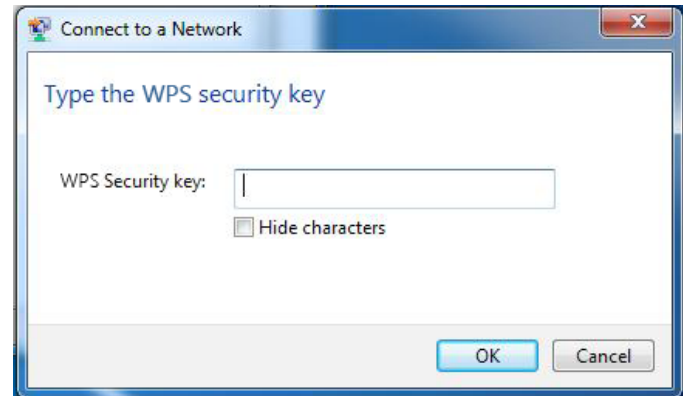 Connect to a Network
Type the WPS security key
WPS Security key:
Hide characters
OK Cancel